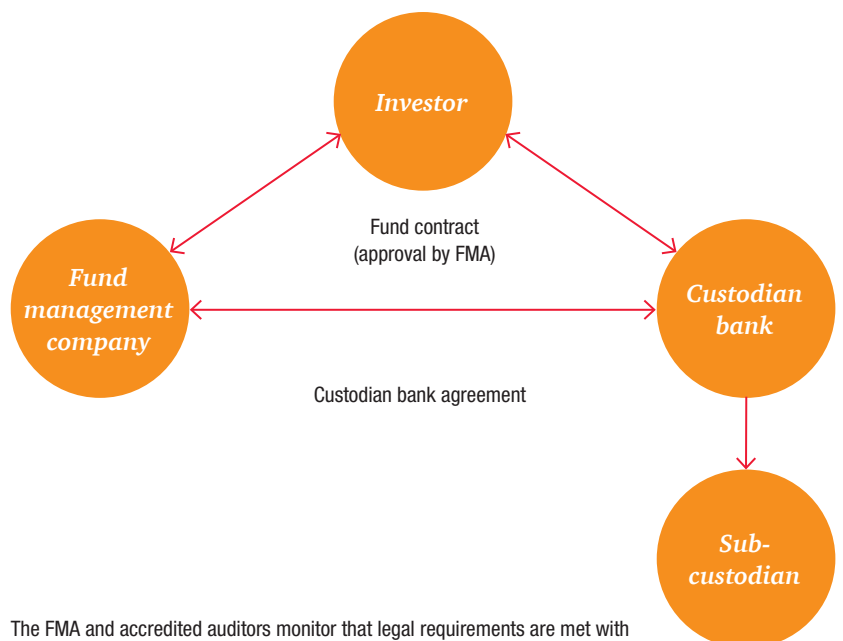 Investor
Fund contract
(approval by FMA)
Fund
management
company
Custodian
bank
Custodian bank agreement
Sub-
custodian
The FMA and accredited auditors monitor that legal requirements are met with